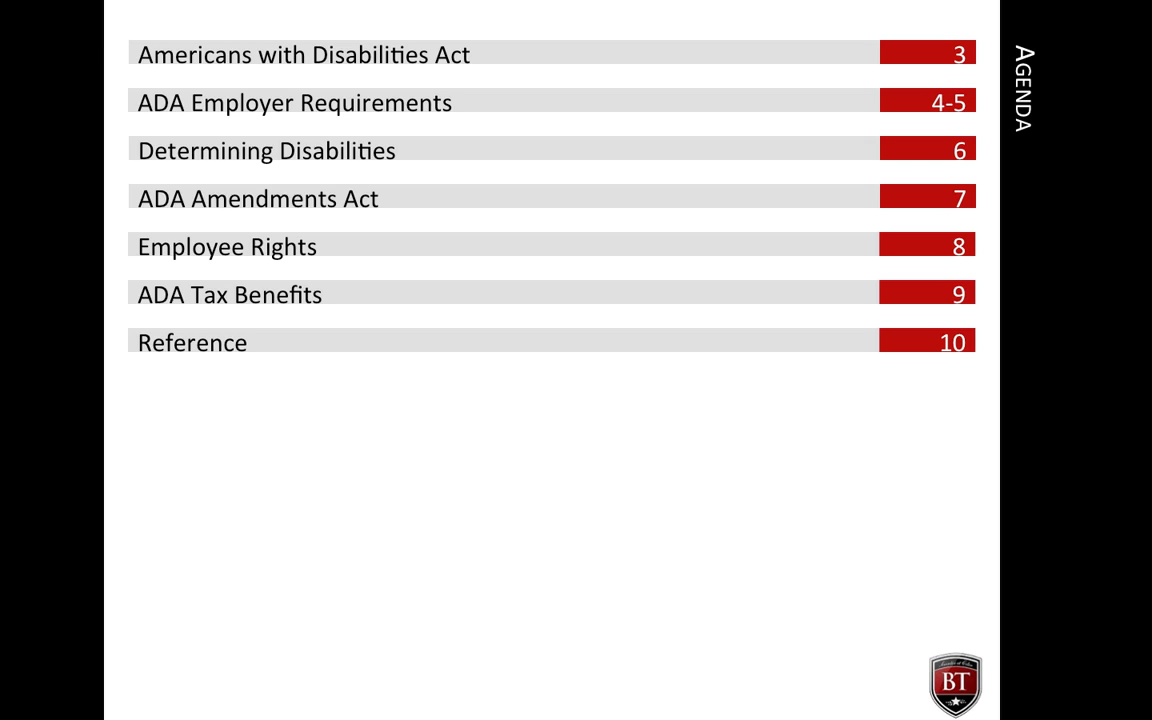 Americans with Disabilities Act 3
ADA Employer Requirements 4-5
Determining Disabilities 6
ADA Amendments Act 7
Employee Rights 8
ADA Tax Benefits 9
Reference 10
AGENDA
BT